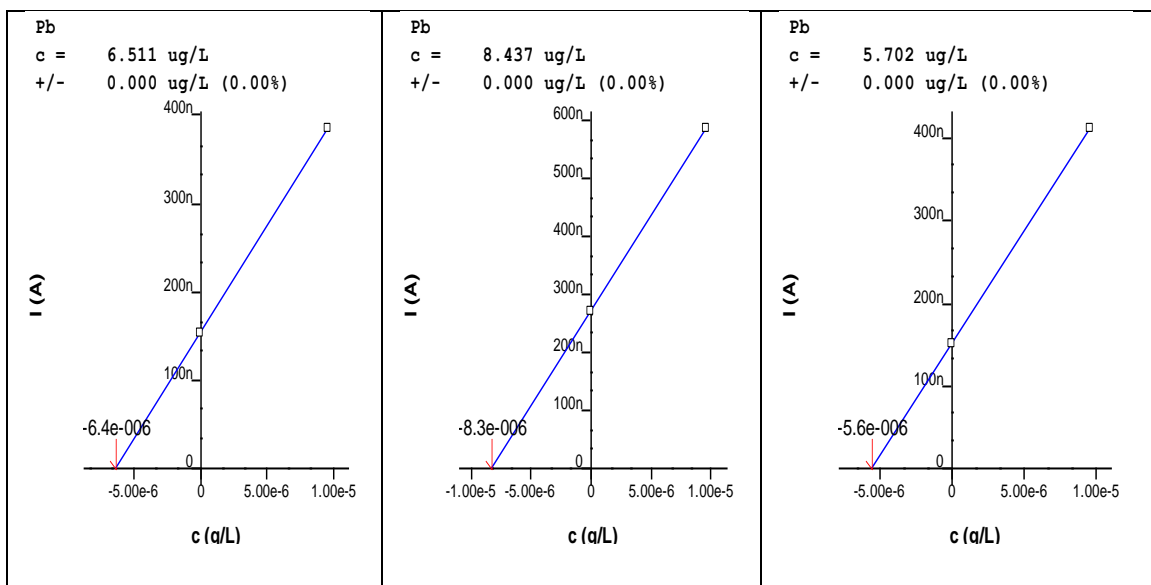 Pb
c = 6.511 ug/L
+/- 0.000 ug/L (0.00%)
400n
300n
200n
100n
0
I (A)
-6.4e-006
-5.00e-6 0 5.00e-6 1.00e-5
c (g/L)
Pb
c = 8.437 ug/L
+/- 0.000 ug/L (0.00%)
600n
500n
400n
300n
200n
100n
0
I (A)
-8.3e-006
-1.00e-5 -5.00e-6 0 5.00e-6 1.00e-5
c (g/L)
Pb
c = 5.702 ug/L
+/- 0.000 ug/L (0.00%)
400n
300n
200n
100n
0
I (A)
-5.6e-006
-5.00e-6 0 5.00e-6 1.00e-5
c (g/L)